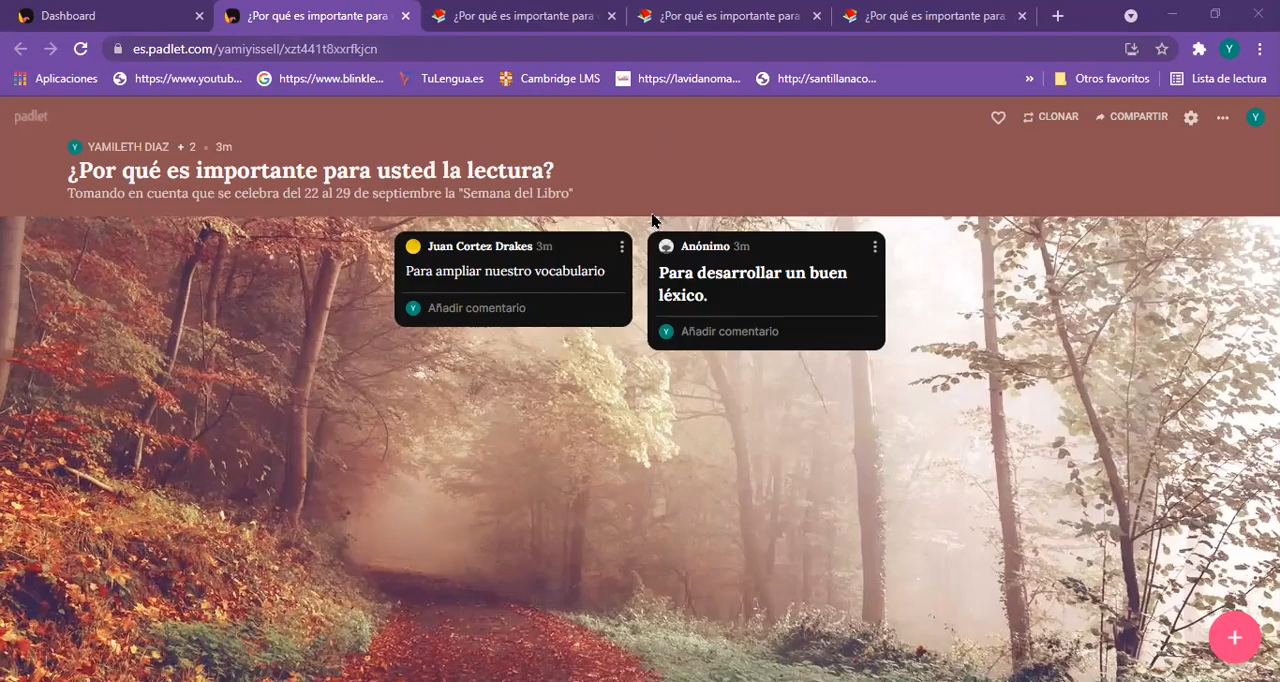 Dashboard
¿Por qué es importante para
¿Por qué es importante para
¿Por qué es importante para
¿Por qué es importante para
es.padlet.com/yamiyissell/xzt441t8xxrfkjcn
Y
Aplicaciones
https://www.youtub...
https://www.blinkle...
TuLengua.es
Cambridge LMS
https://lavidanoma...
http://santillanaco...
»
Otros favoritos
Lista de lectura
padlet
CLONAR
COMPARTIR
Y
Y YAMILETH DIAZ + 2 • 3m
¿Por qué es importante para usted la lectura?
Tomando en cuenta que se celebra del 22 al 29 de septiembre la "Semana del Libro"
Juan Cortez Drakes 3m
Para ampliar nuestro vocabulario
Y Añadir comentario
Anónimo 3m
Para desarrollar un buen
léxico.
Y Añadir comentario